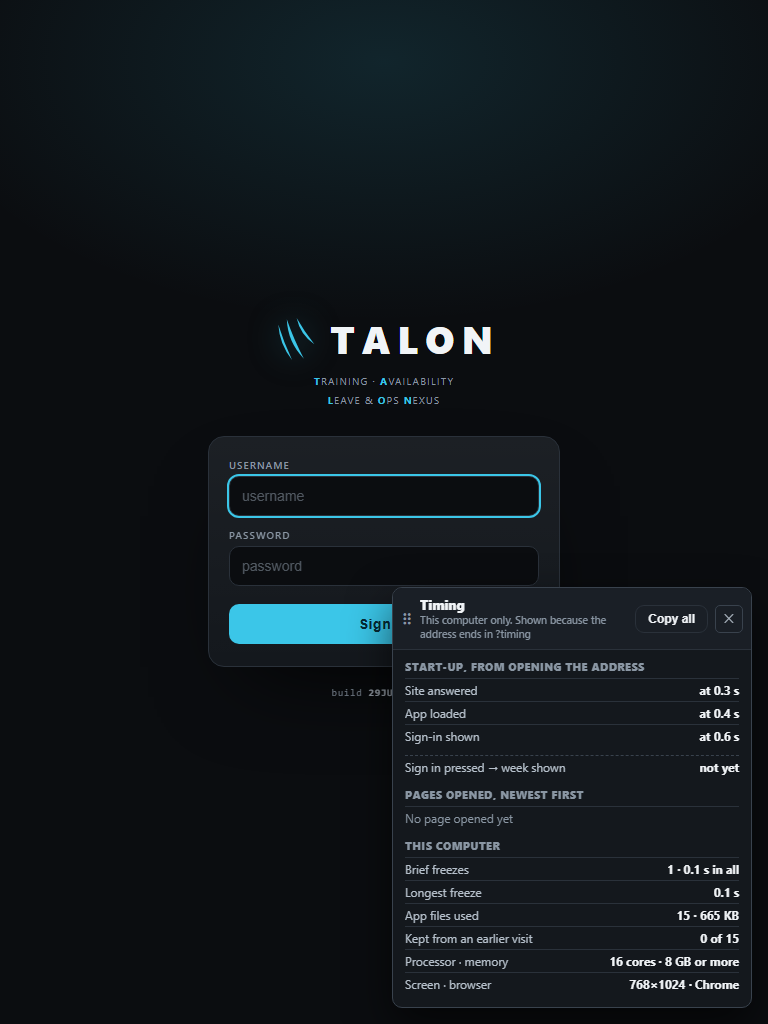 TALON
TRAINING · AVAILABILITY
LEAVE & OPS NEXUS
USERNAME
username
PASSWORD
password
Sign
build 29JU
Timing
This computer only. Shown because the
address ends in ?timing
Copy all
START-UP, FROM OPENING THE ADDRESS
Site answered at 0.3 s
App loaded at 0.4 s
Sign-in shown at 0.6 s
Sign in pressed → week shown not yet
PAGES OPENED, NEWEST FIRST
No page opened yet
THIS COMPUTER
Brief freezes 1 · 0.1 s in all
Longest freeze 0.1 s
App files used 15 · 665 KB
Kept from an earlier visit 0 of 15
Processor · memory 16 cores · 8 GB or more
Screen · browser 768×1024 · Chrome